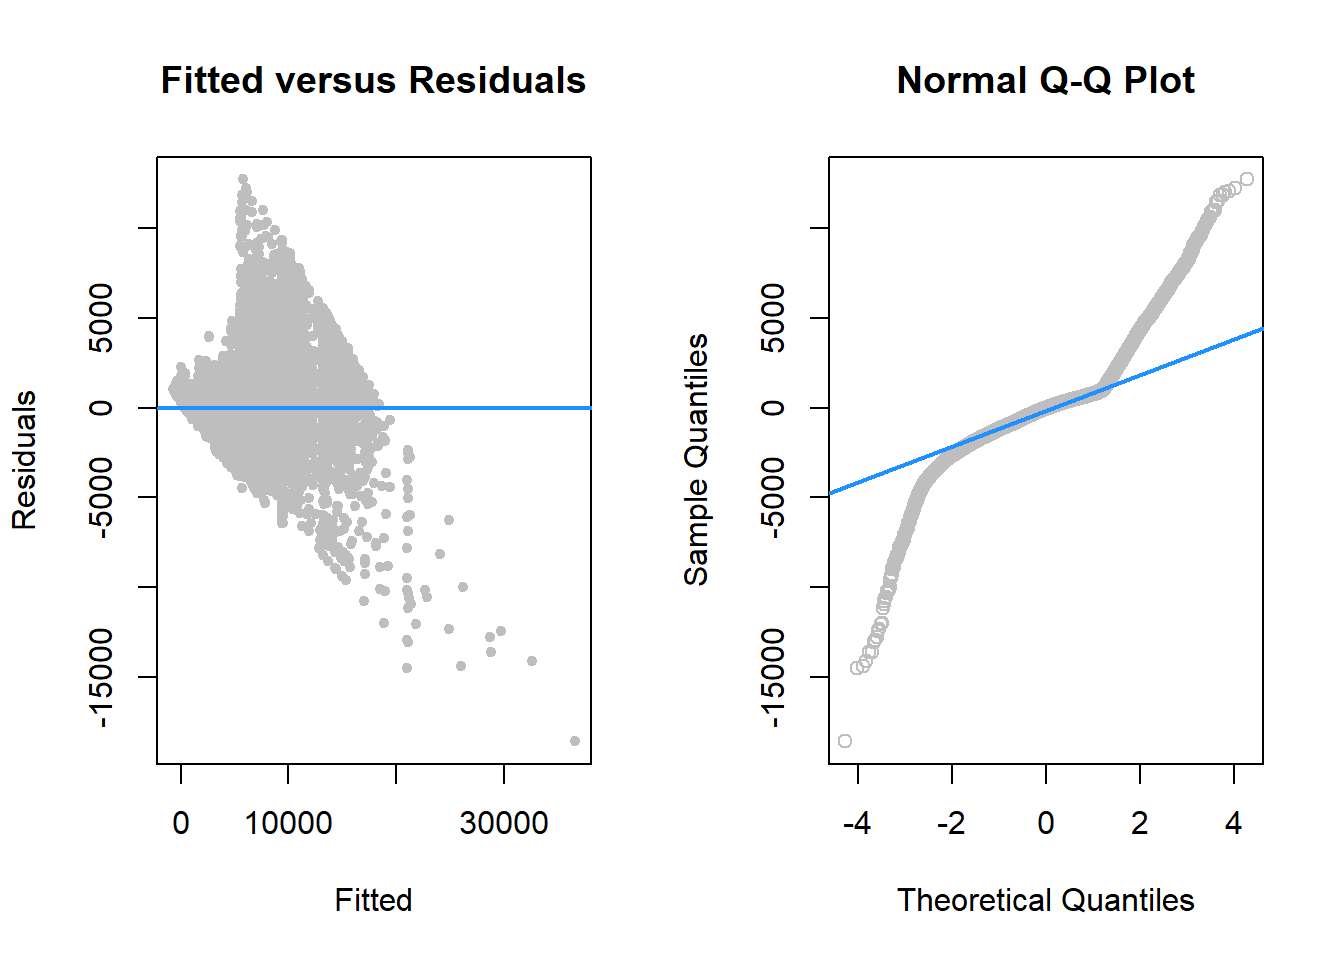 Fitted versus Residuals
Residuals
5000
0
-5000
-15000
0 10000 30000
Fitted
Normal Q-Q Plot
Sample Quantiles
5000
0
-5000
-15000
-4 -2 0 2 4
Theoretical Quantiles